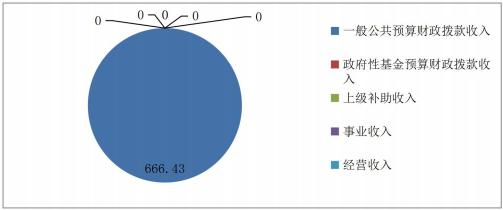 0
0
0
0
0
666.43
一般公共预算财政拨款收入
政府性基金预算财政拨款收
入
上级补助收入
事业收入
经营收入